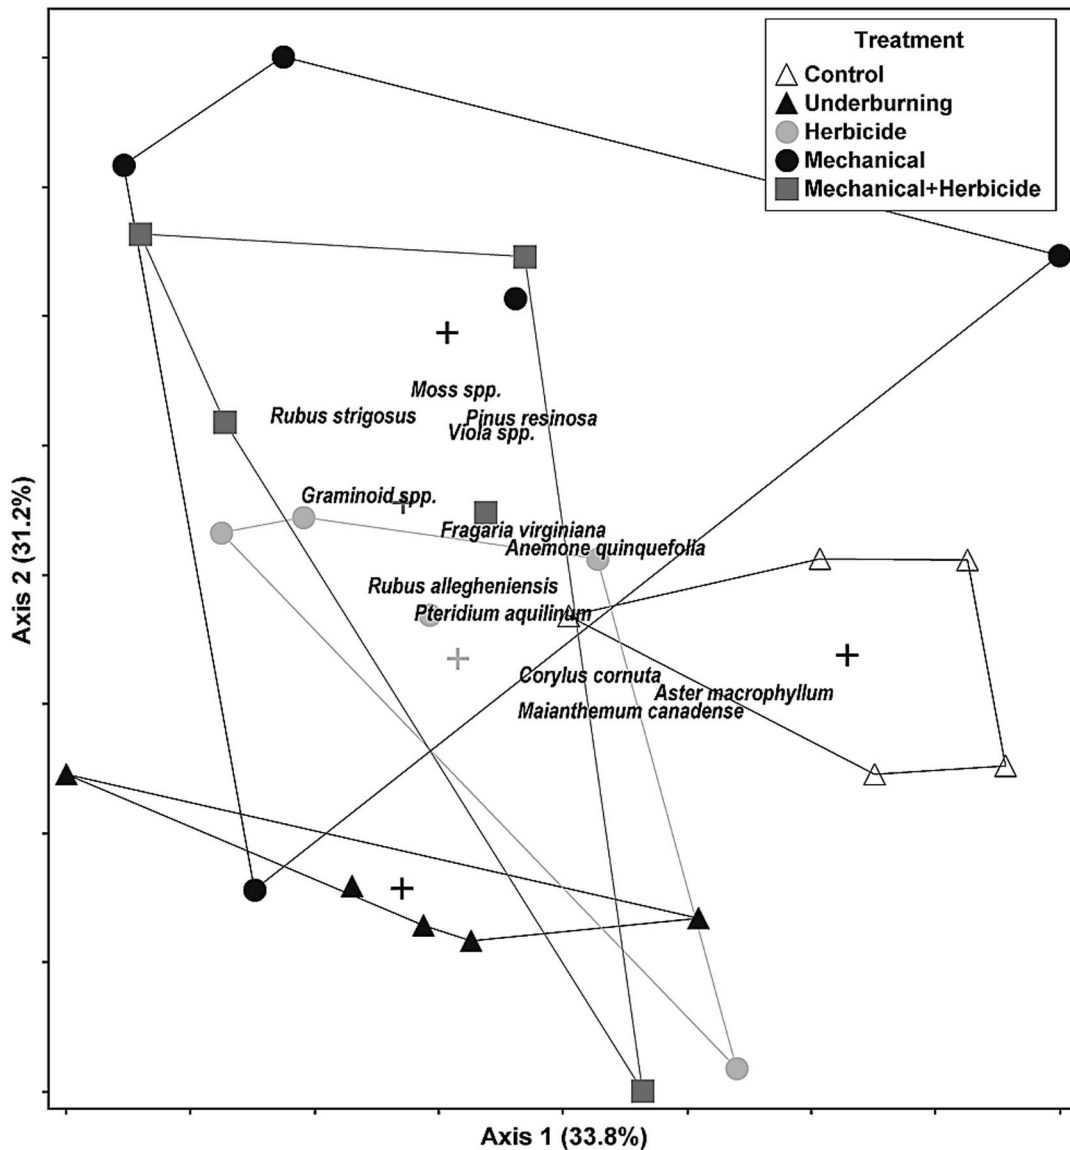 Treatment
Control
Underburning
Herbicide
Mechanical
Mechanical+Herbicide
Moss spp.
Rubus strigosus
Pinus resinosa
Viola spp.
Graminoid spp.
Fragaria virginiana
Anemone quinquefolia
Rubus allegheniensis
Pteridium aquilinum
Corylus cornuta
Aster macrophyllum
Maianthemum canadense
Axis 2 (31.2%)
Axis 1 (33.8%)